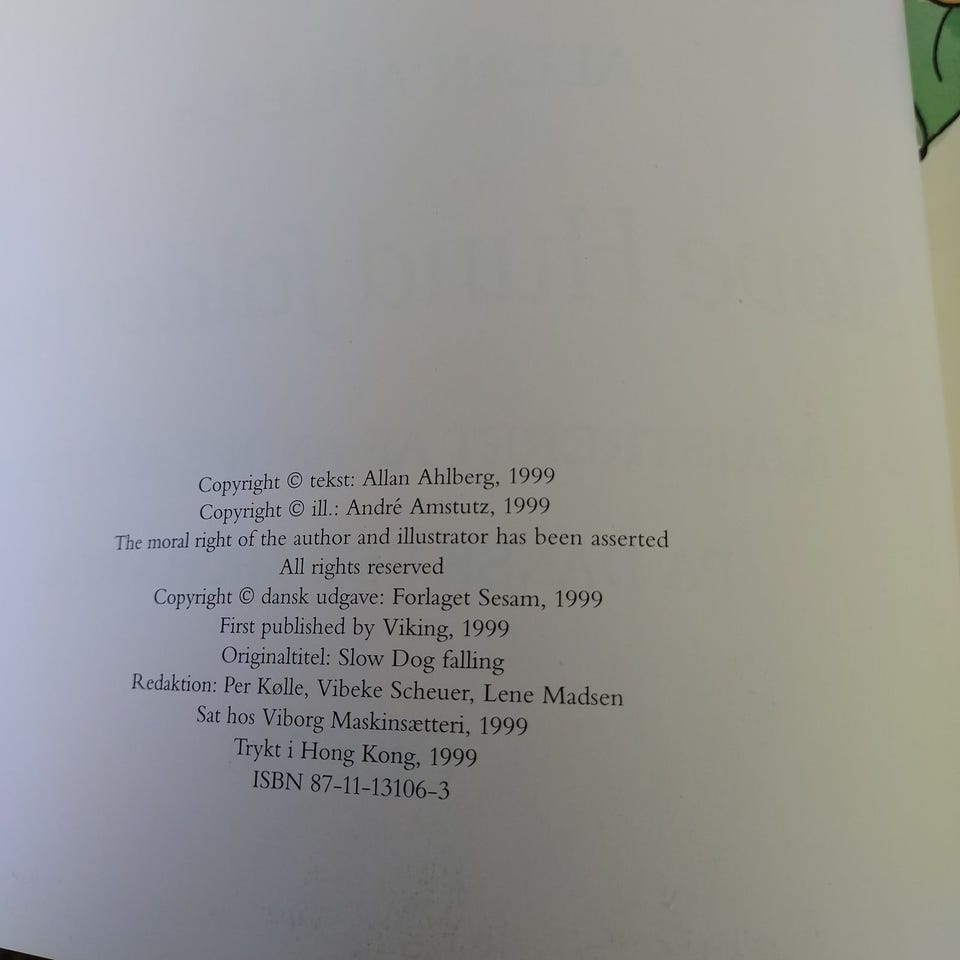 Copyright © tekst: Allan Ahlberg, 1999
Copyright © ill.: André Amstutz, 1999
The moral right of the author and illustrator has been asserted
All rights reserved
Copyright © dansk udgave: Forlaget Sesam, 1999
First published by Viking, 1999
Originaltitel: Slow Dog falling
Redaktion: Per Kølle, Vibeke Scheuer, Lene Madsen
Sat hos Viborg Maskinsætteri, 1999
Trykt i Hong Kong, 1999
ISBN 87-11-13106-3